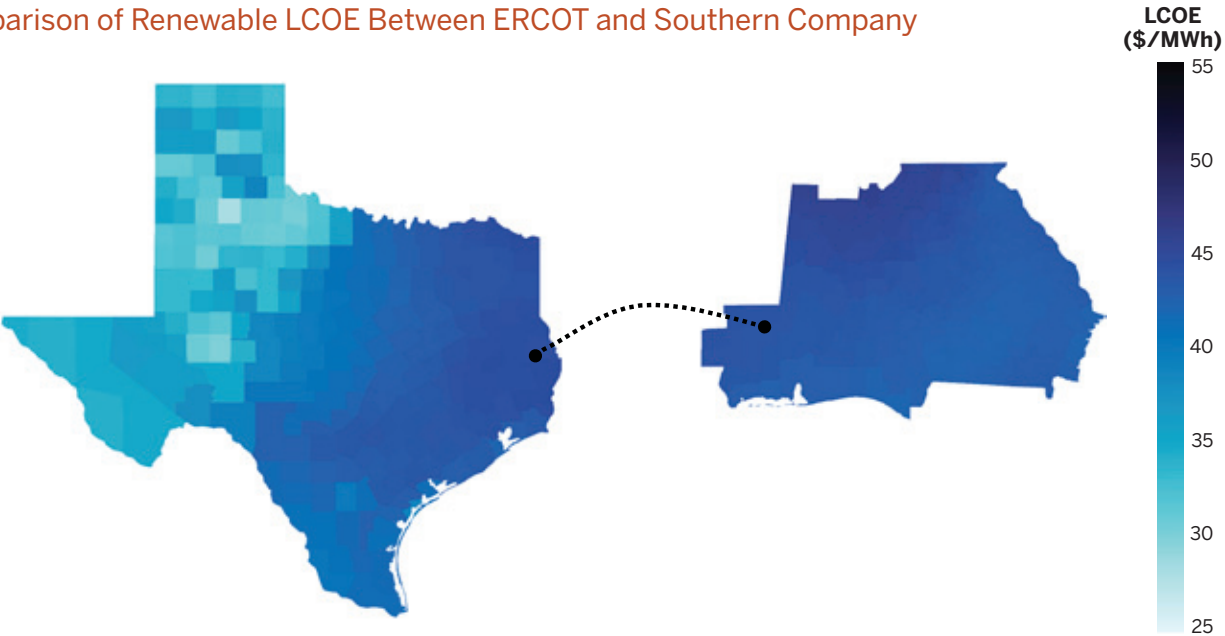 parison of Renewable LCOE Between ERCOT and Southern Company
LCOE
($/MWh)
55
50
45
40
35
30
25